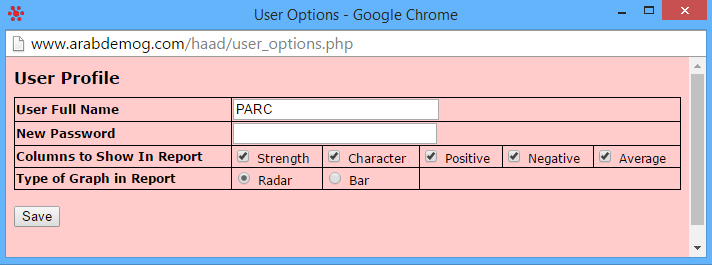 User Options - Google Chrome
www.arabdemog.com/haad/user_options.php
User Profile
User Full Name PARC
New Password
Columns to Show In Report Strength Character Positive Negative Average
Type of Graph in Report Radar Bar
Save